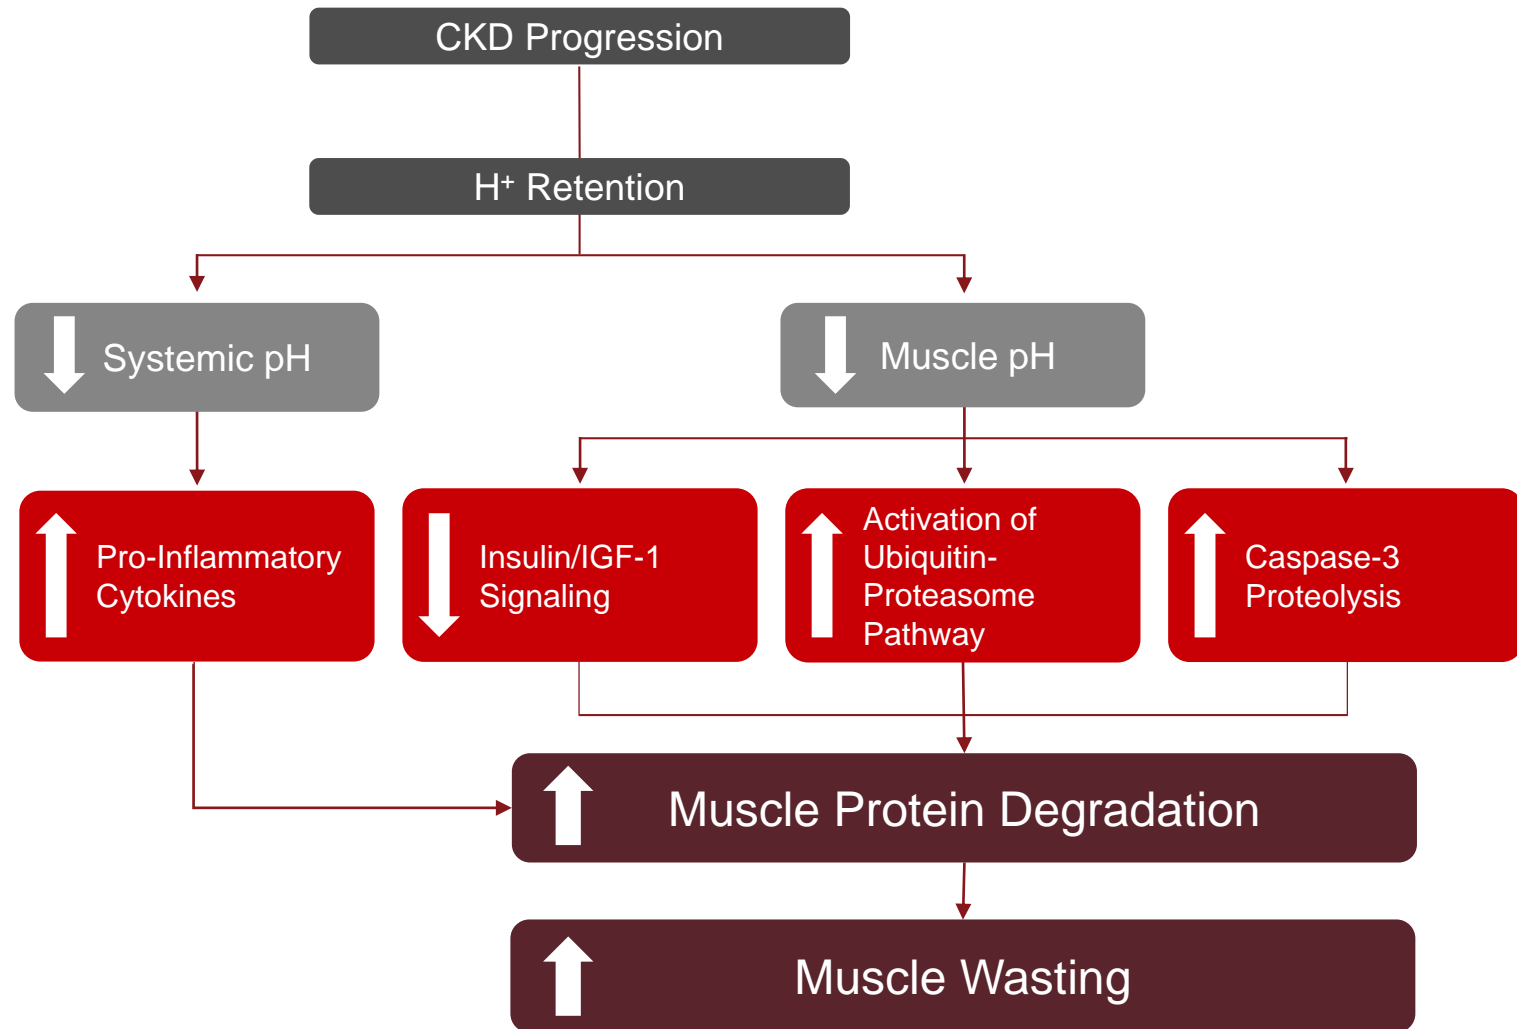 CKD Progression
H⁺ Retention
Systemic pH
Muscle pH
Pro-Inflammatory
Cytokines
Insulin/IGF-1
Signaling
Activation of
Ubiquitin-
Proteasome
Pathway
Caspase-3
Proteolysis
Muscle Protein Degradation
Muscle Wasting